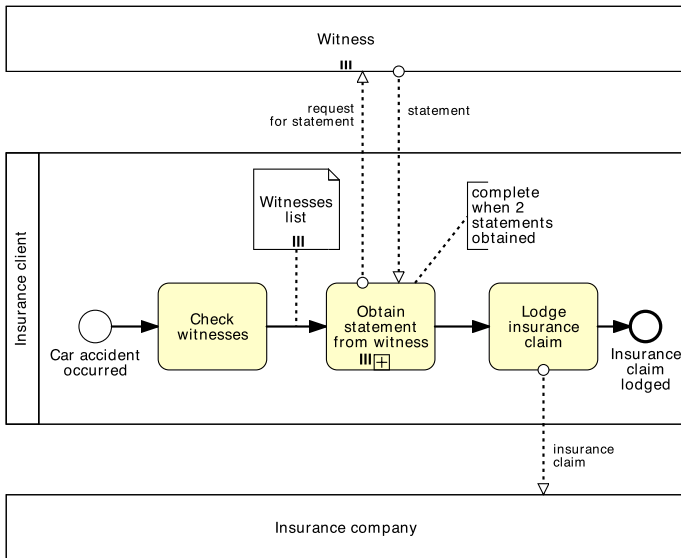 Witness
request
for statement
statement
Insurance client
Witnesses
list
complete
when 2
statements
obtained
Car accident
occurred
Check
witnesses
Obtain
statement
from witness
Lodge
insurance
claim
Insurance
claim
lodged
insurance
claim
Insurance company